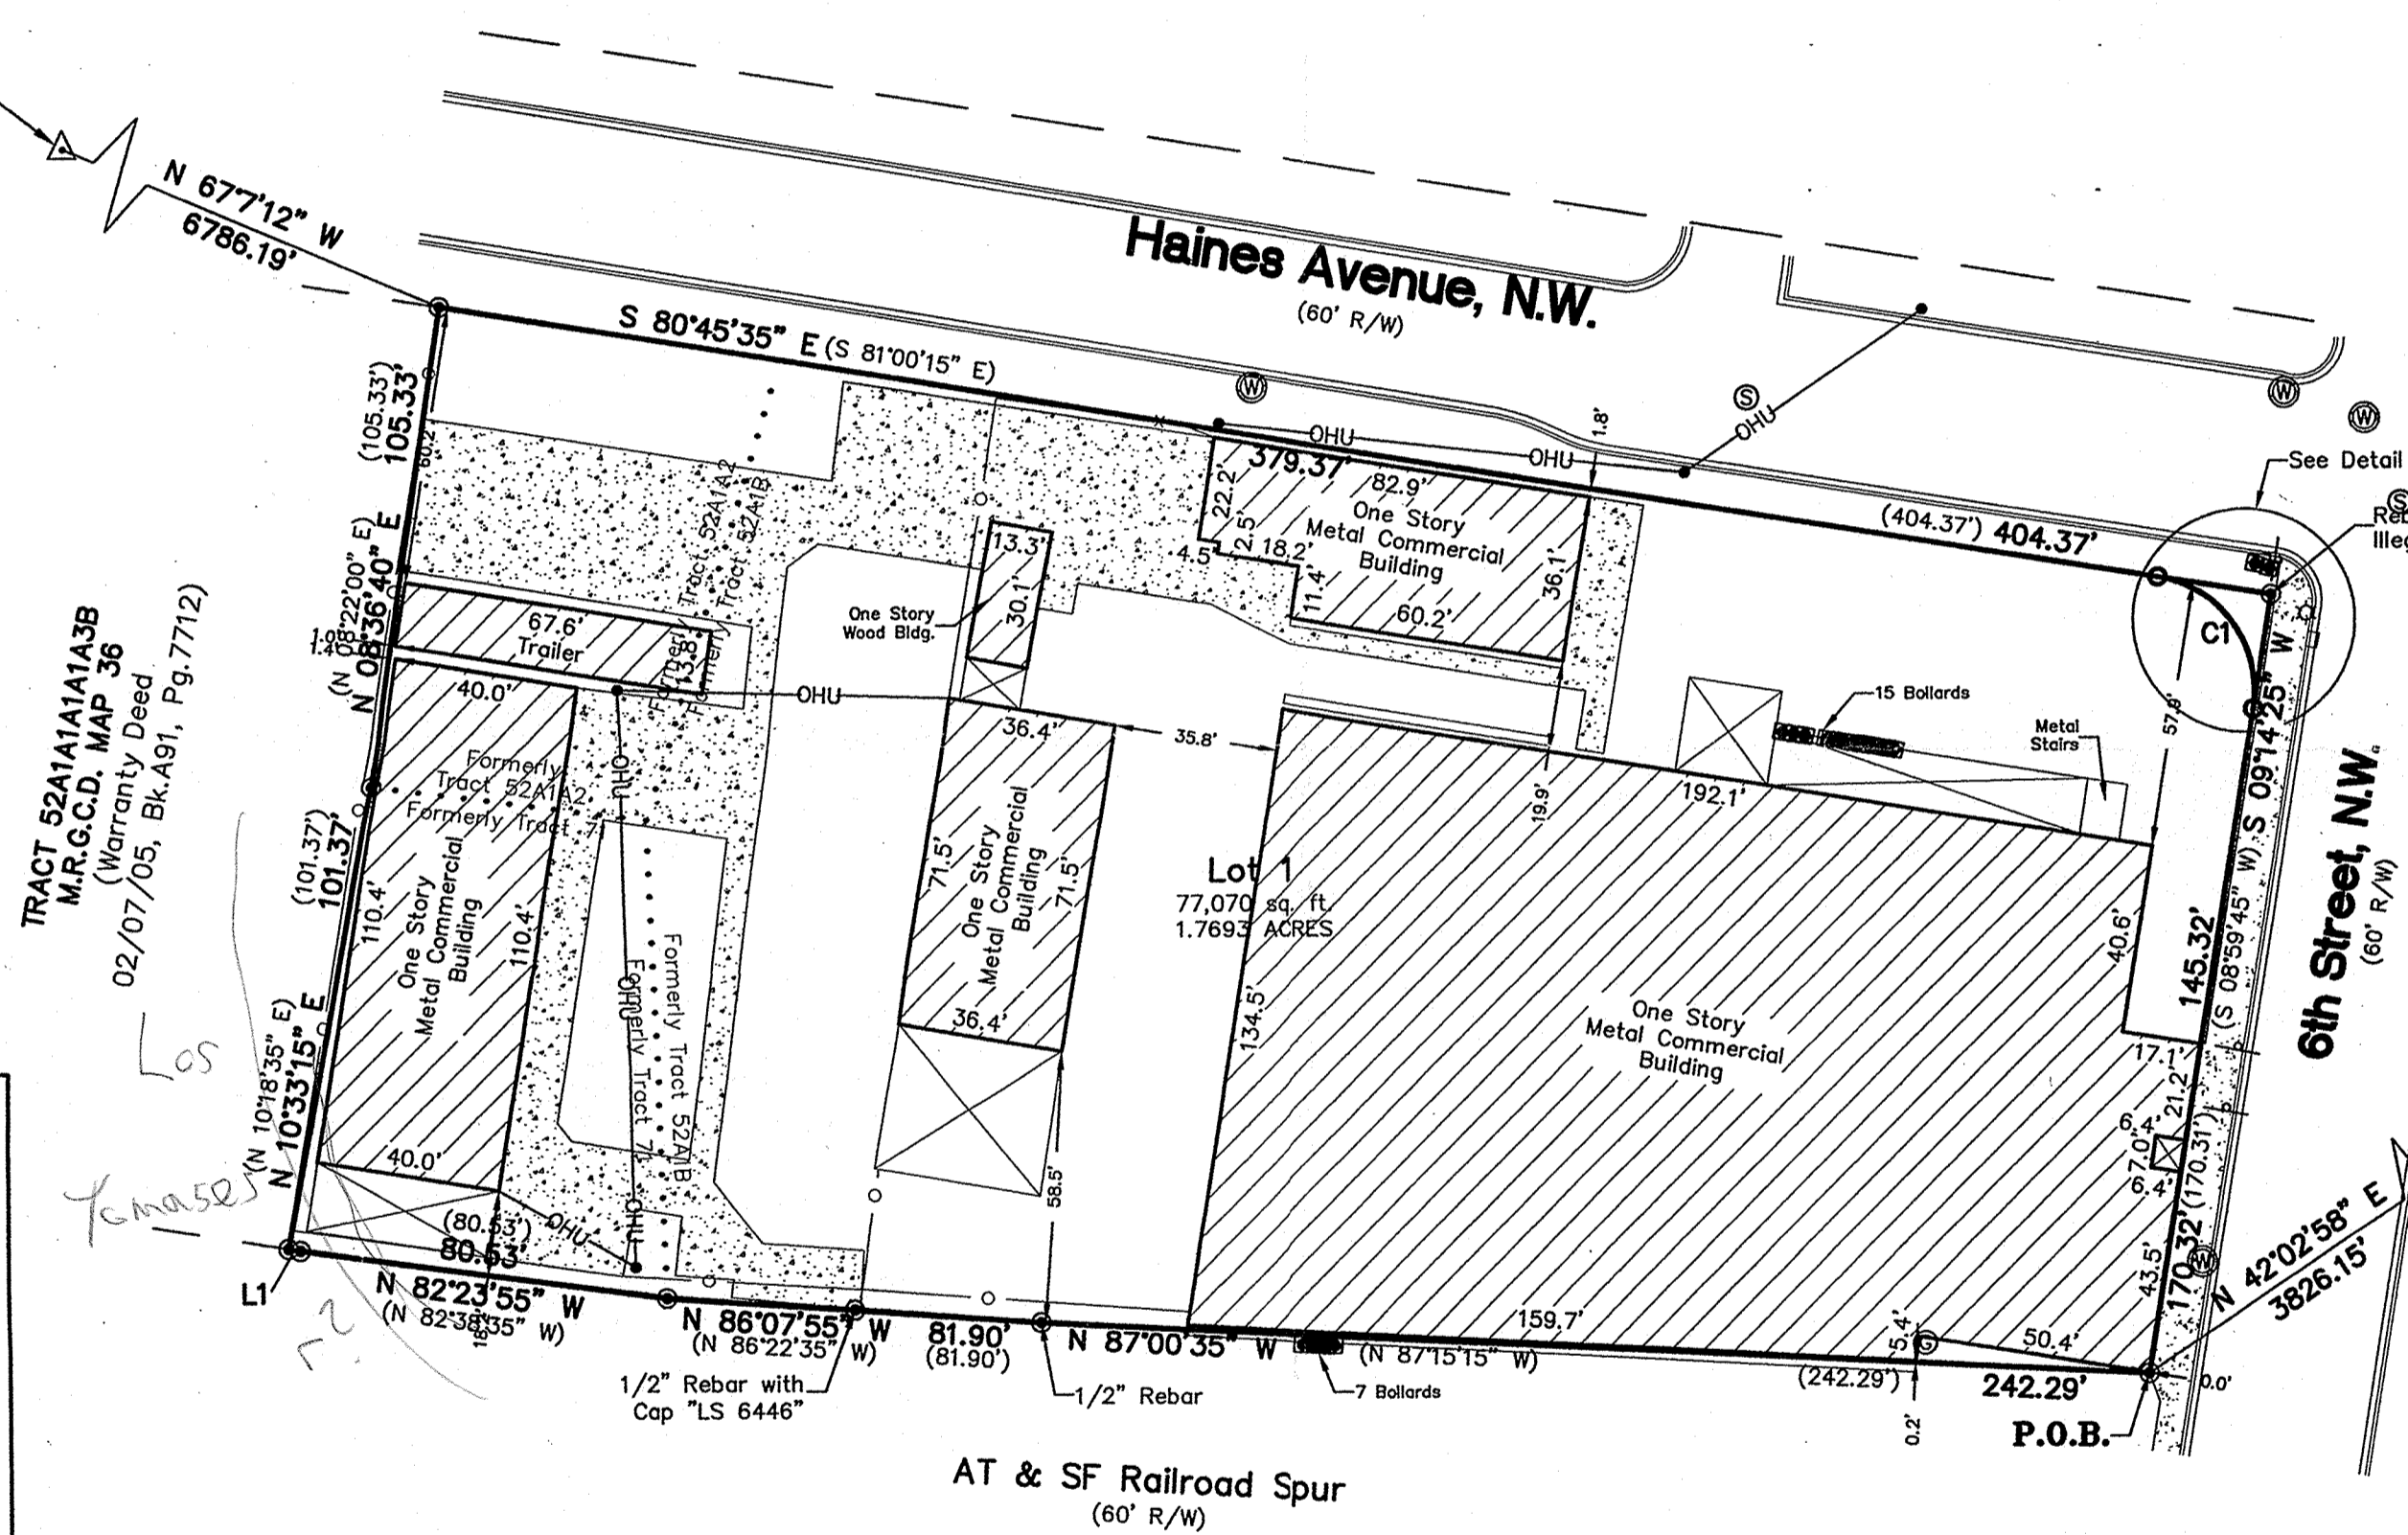 N 67°7'12" W
6786.19'
Haines Avenue, N.W.
(60' R/W)
S 80°45'35" E (S 81°00'15" E)
OHU
OHU
OHU
S
W
W
W
S
1.8'
See Detail
379.37'
82.9'
(404.37') 404.37'
(105.33')
105.33'
60.2'
22.2'
2.5'
4.5'
18.2'
11.4'
60.2'
36.1'
One Story
Metal Commercial
Building
13.3'
30.1'
One Story
Wood Bldg.
Formerly Tract 52A1A2
Formerly Tract 52A1B
67.6'
Trailer
13.8'
1.4'
(N 08°22'00" E)
N 08°36'40" E
TRACT 52A1A1A1A3B
M.R.G.C.D. MAP 36
(Warranty Deed
02/07/05, Bk.A91, Pg.7712)
40.0'
OHU
OHU
36.4'
35.8'
19.9'
192.1'
15 Bollards
Metal
Stairs
57.9'
C1
(S 08°59'45" W) S 09°14'25" W
6th Street, N.W.
(60' R/W)
Formerly
Tract 52A1A2
Formerly Tract 7
(101.37')
101.37'
110.4'
One Story
Metal Commercial
Building
110.4'
71.5'
One Story
Metal Commercial
Building
71.5'
Lot 1
77,070 sq. ft.
1.7693 ACRES
134.5'
One Story
Metal Commercial
Building
40.6'
145.32'
17.1'
21.2'
6.4'
7.0'
6.4'
170.32' (170.31')
43.5'
Formerly Tract 52A1B
Formerly Tract 7
OHU
36.4'
58.5'
Los
(N 10°18'35" E)
N 10°33'15" E
40.0'
(80.53')
80.53'
OHU
OHU
L1
N 82°23'55" W
(N 82°38'35" W)
N 86°07'55" W
(N 86°22'35" W)
81.90'
(81.90')
N 87°00'35" W
(N 87°15'15" W)
159.7'
5.4'
G
50.4'
(242.29')
242.29'
0.0'
0.2'
W
N 42°02'58" E
3826.15'
P.O.B.
1/2" Rebar with
Cap "LS 6446"
1/2" Rebar
7 Bollards
AT & SF Railroad Spur
(60' R/W)